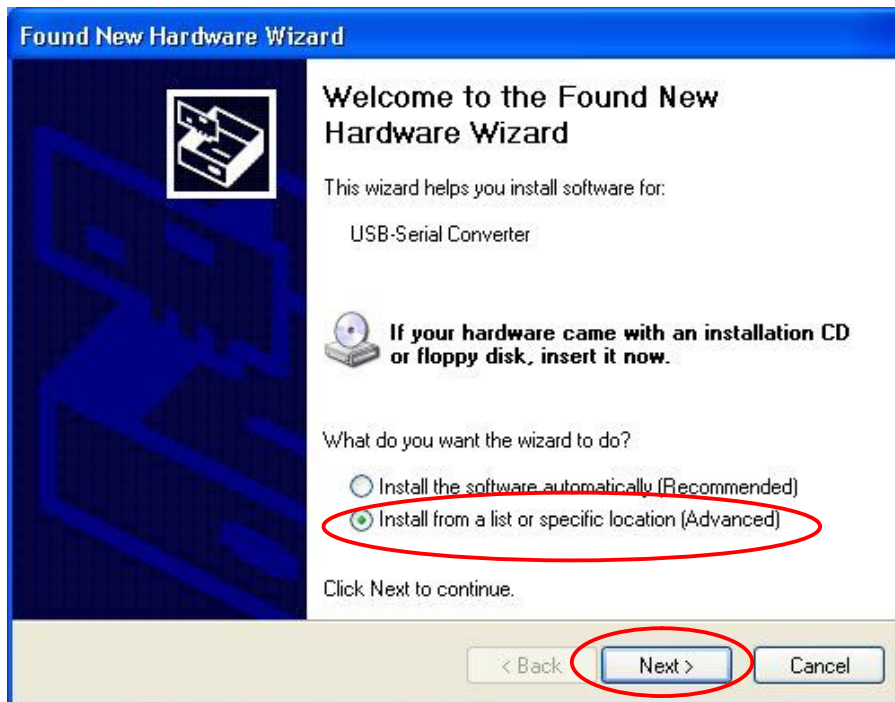 Found New Hardware Wizard
Welcome to the Found New
Hardware Wizard
This wizard helps you install software for:
USB-Serial Converter
If your hardware came with an installation CD
or floppy disk, insert it now.
What do you want the wizard to do?
Install the software automatically (Recommended)
Install from a list or specific location (Advanced)
Click Next to continue.
< Back Next > Cancel